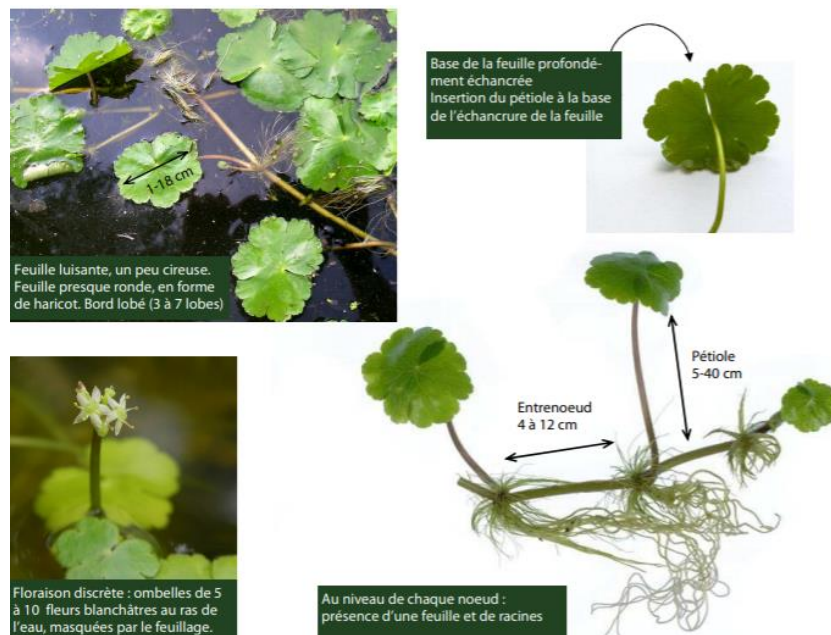 1-18 cm
Feuille luisante, un peu cireuse.
Feuille presque ronde, en forme
de haricot. Bord lobé (3 à 7 lobes)
Base de la feuille profondé-
ment échancrée
Insertion du pétiole à la base
de l’échancrure de la feuille
Pétiole
5-40 cm
Entrenoeud
4 à 12 cm
Floraison discrète : ombelles de 5
à 10 fleurs blanchâtres au ras de
l’eau, masquées par le feuillage.
Au niveau de chaque noeud :
présence d’une feuille et de racines